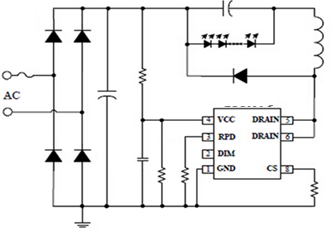 AC
4 VCC DRAIN 5
3 RPD DRAIN 6
2 DIM
1 GND CS 8